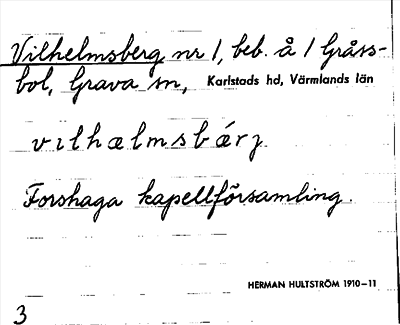 Vilhelmsberg nr 1, beb. å 1 Gråss-
bol, Grava sn, Karlstads hd, Värmlands län
vılhælmsbærj.
Forshaga kapellförsamling.
HERMAN HULTSTRÖM 1910–11
3